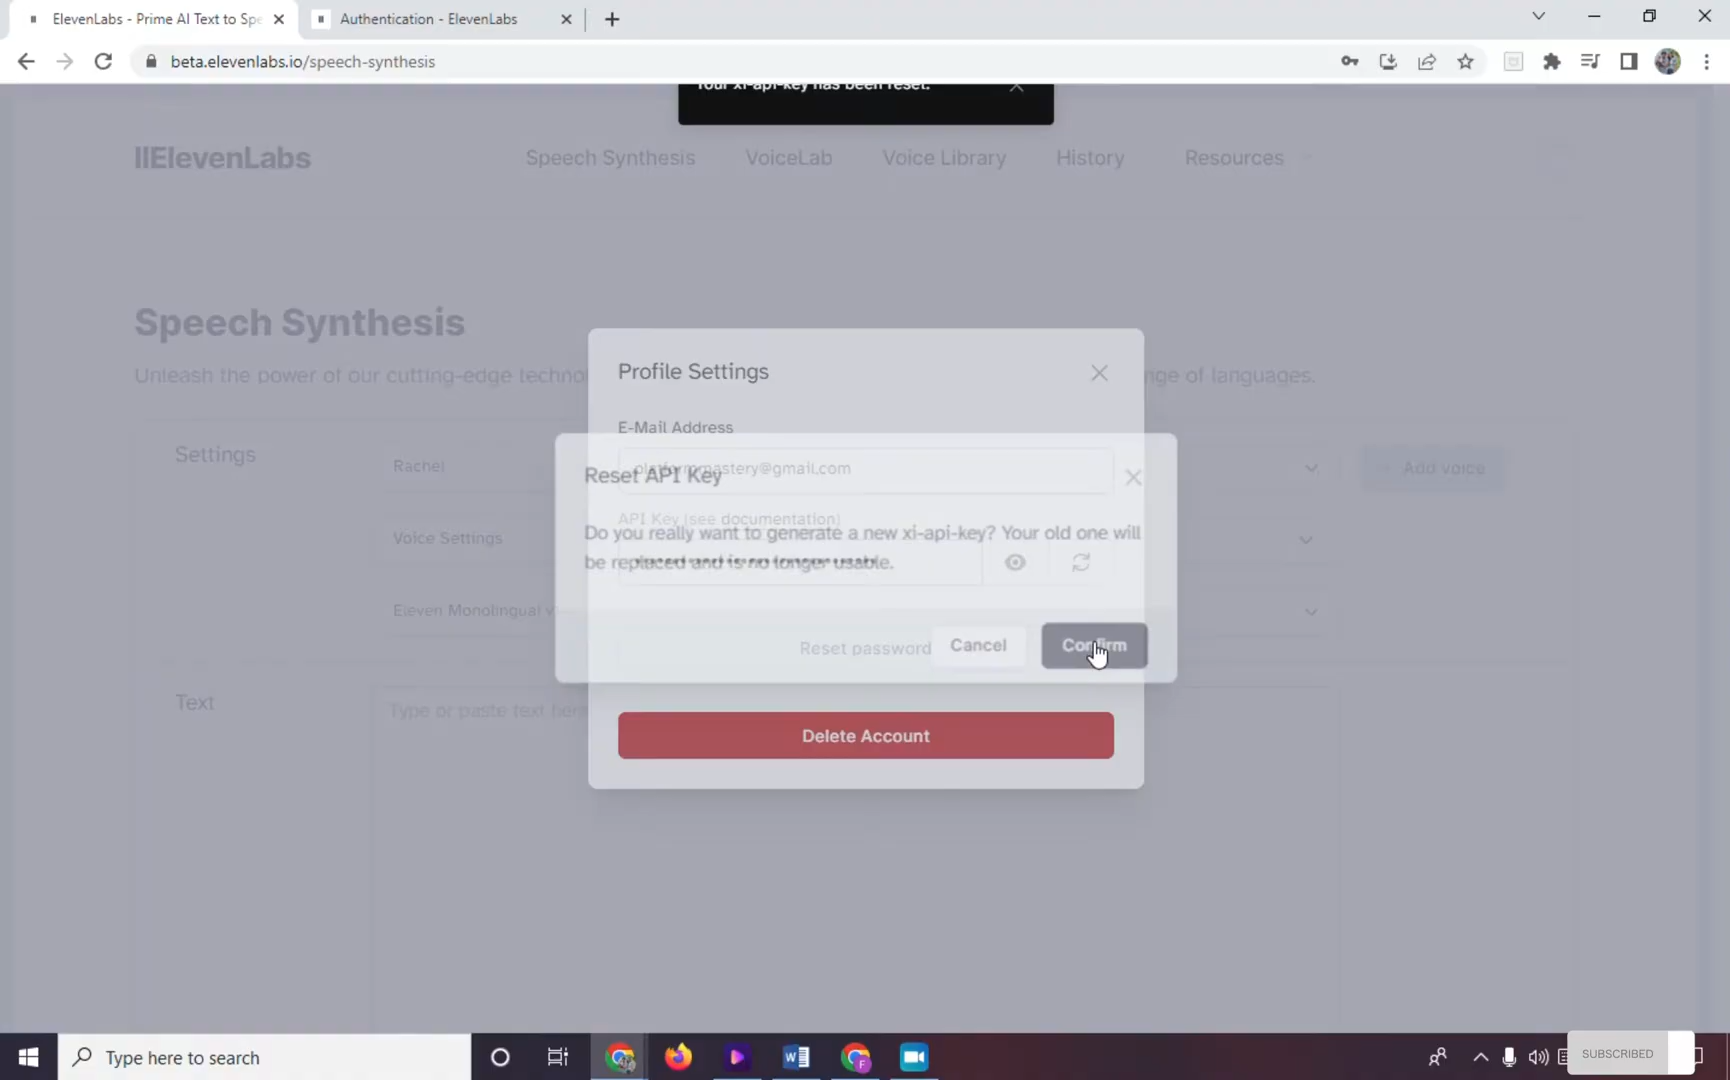 ElevenLabs - Prime AI Text to Spe
Authentication - ElevenLabs
beta.elevenlabs.io/speech-synthesis
Your xi-api-key has been reset.
IIElevenLabs
Speech Synthesis
VoiceLab
Voice Library
History
Resources
Speech Synthesis
Unleash the power of our cutting-edge technol
nge of languages.
Profile Settings
E-Mail Address
platformmastery@gmail.com
Reset API Key
API Key (see documentation)
Do you really want to generate a new xi-api-key? Your old one will
be replaced and is no longer usable.
Settings
Rachel
Add voice
Voice Settings
Eleven Monolingual v
Reset password
Cancel
Confirm
Text
Type or paste text here
Delete Account
Type here to search
SUBSCRIBED